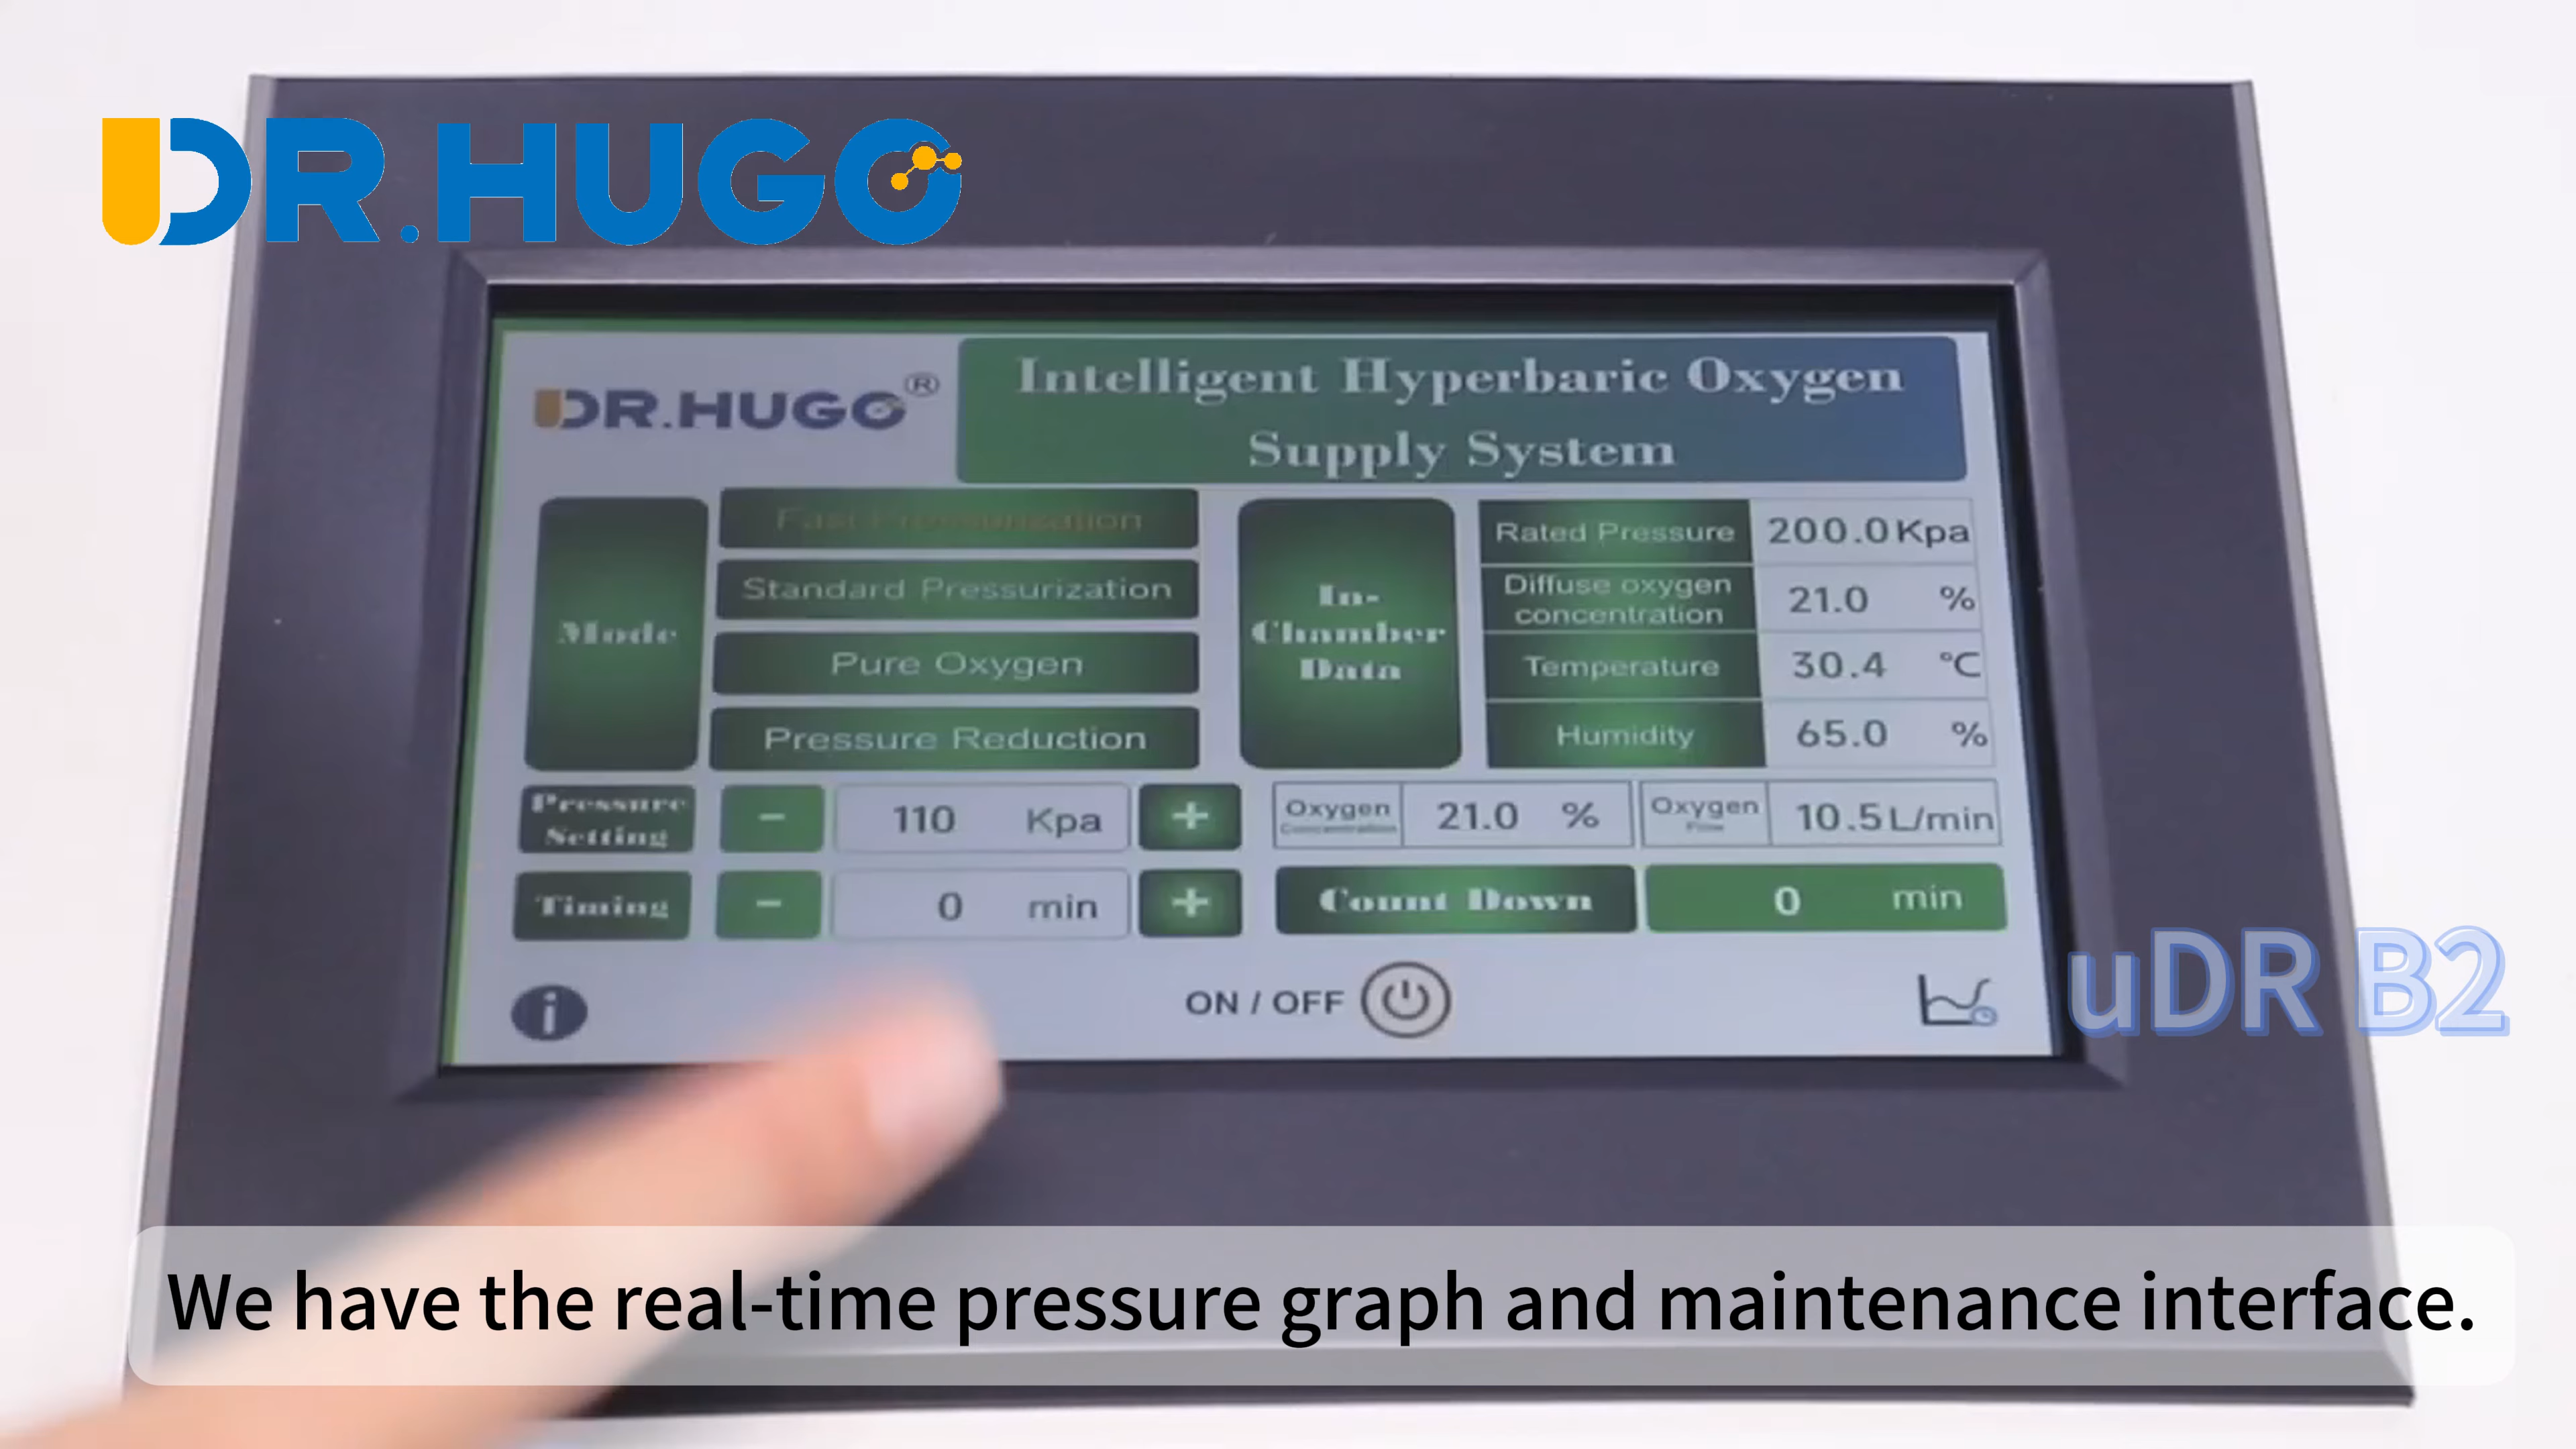 DR.HUGO
DR.HUGO®
Intelligent Hyperbaric Oxygen
Supply System
Mode
Fast Pressurization
Standard Pressurization
Pure Oxygen
Pressure Reduction
In-
Chamber
Data
Rated Pressure 200.0 Kpa
Diffuse oxygen
concentration
21.0 %
Temperature 30.4 °C
Humidity 65.0 %
Pressure
Setting
- 110 Kpa +
Oxygen
Concentration
21.0 %
Oxygen
Flow
10.5 L/min
Timing - 0 min +
Count Down 0 min
i
ON / OFF
uDR B2
We have the real-time pressure graph and maintenance interface.